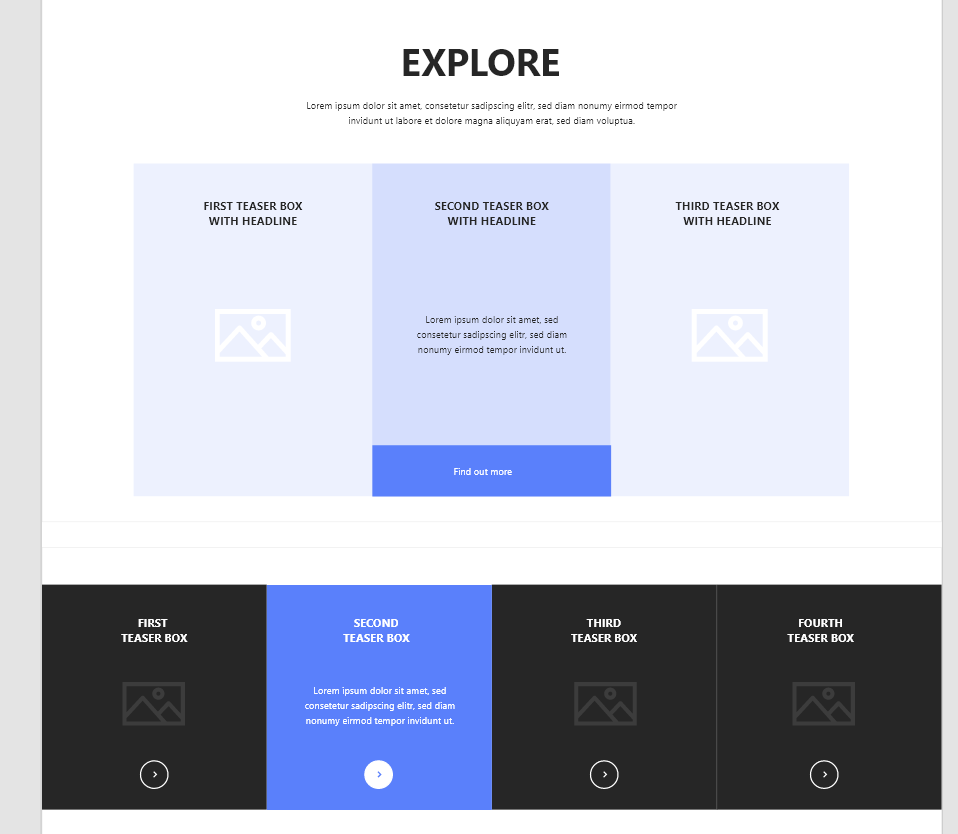 EXPLORE
Lorem ipsum dolor sit amet, consetetur sadipscing elitr, sed diam nonumy eirmod tempor
invidunt ut labore et dolore magna aliquyam erat, sed diam voluptua.
FIRST TEASER BOX
WITH HEADLINE
SECOND TEASER BOX
WITH HEADLINE
Lorem ipsum dolor sit amet, sed
consetetur sadipscing elitr, sed diam
nonumy eirmod tempor invidunt ut.
Find out more
THIRD TEASER BOX
WITH HEADLINE
FIRST
TEASER BOX
SECOND
TEASER BOX
Lorem ipsum dolor sit amet, sed
consetetur sadipscing elitr, sed diam
nonumy eirmod tempor invidunt ut.
THIRD
TEASER BOX
FOURTH
TEASER BOX